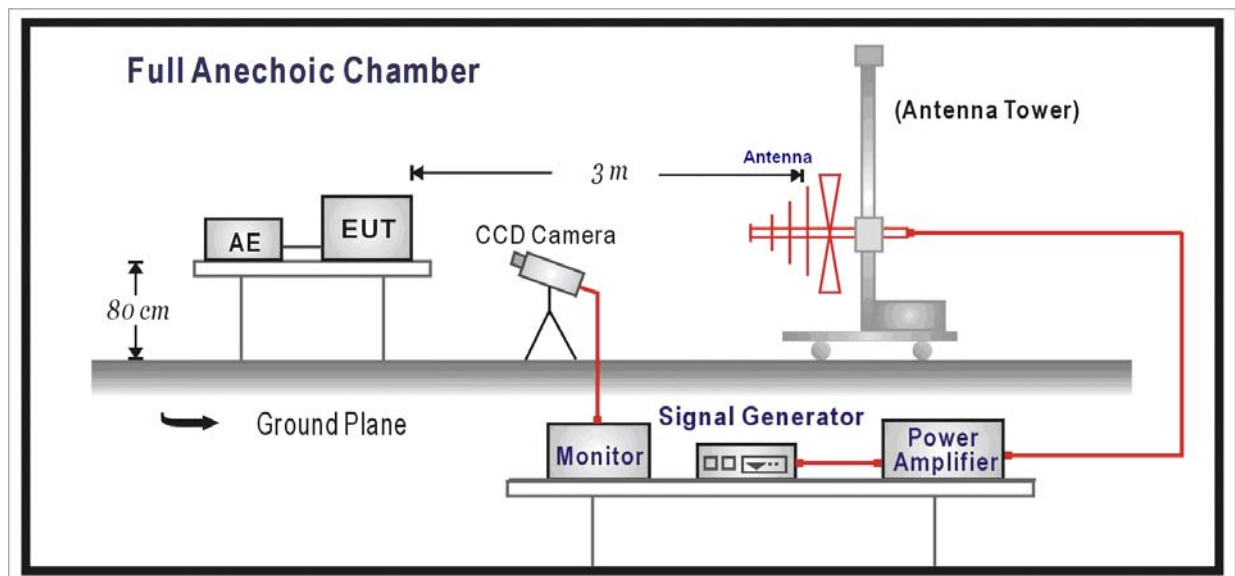 Full Anechoic Chamber
(Antenna Tower)
Antenna
3 m
AE
EUT
CCD Camera
80 cm
Ground Plane
Signal Generator
Monitor
Power
Amplifier